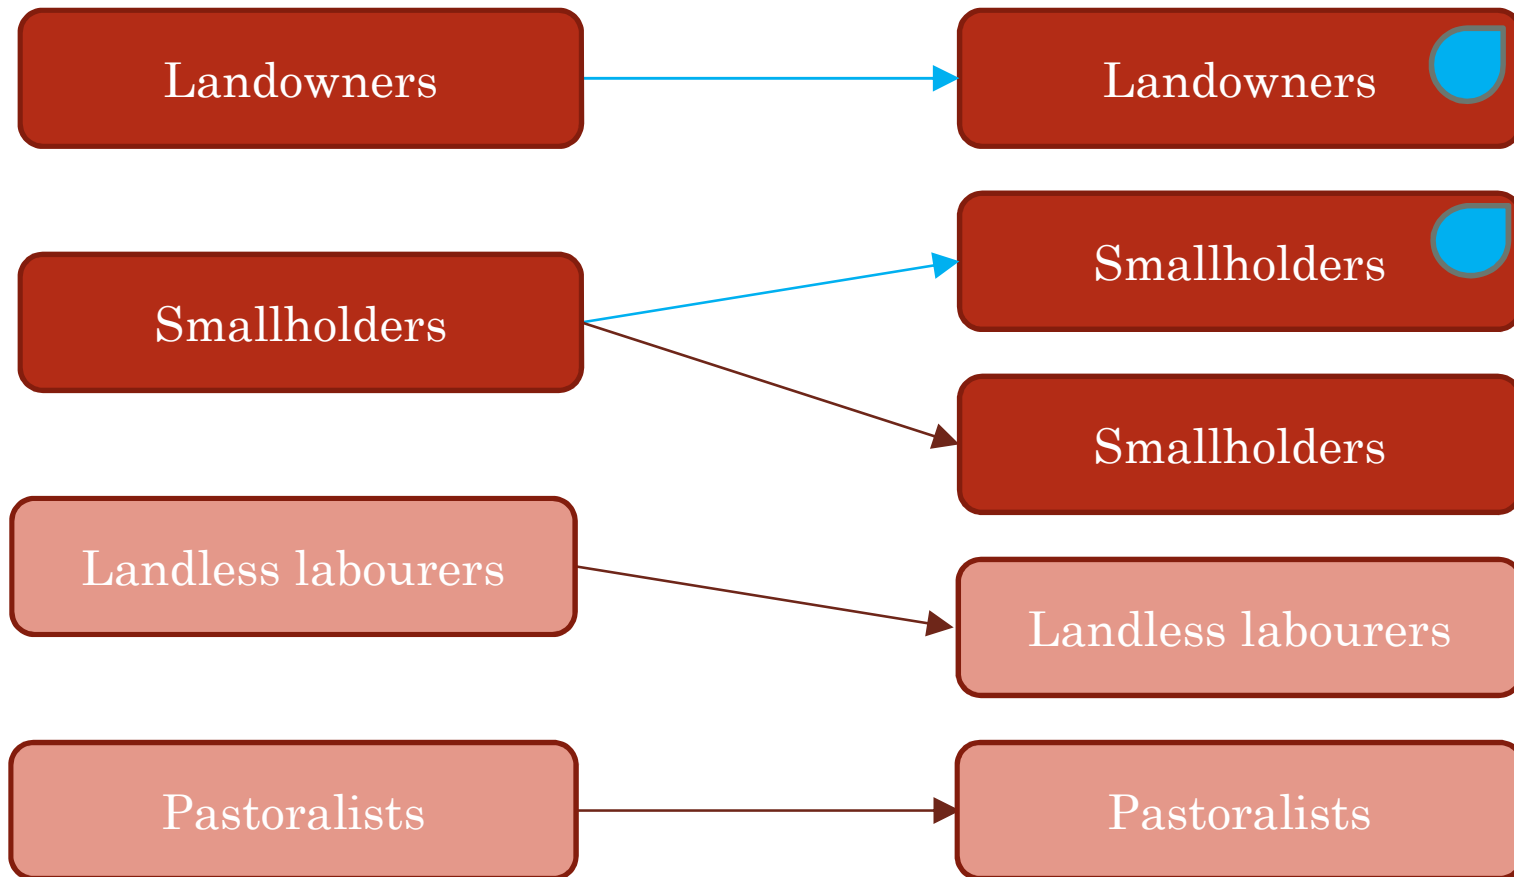 Landowners
Landowners
Smallholders
Smallholders
Smallholders
Landless labourers
Landless labourers
Pastoralists
Pastoralists